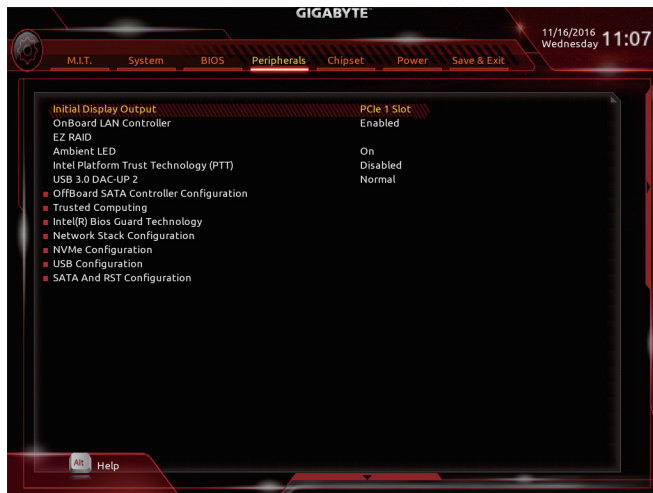 GIGABYTE™
11/16/2016
Wednesday 11:07
M.I.T. System BIOS Peripherals Chipset Power Save & Exit
Initial Display Output PCIe 1 Slot
OnBoard LAN Controller Enabled
EZ RAID
Ambient LED On
Intel Platform Trust Technology (PTT) Disabled
USB 3.0 DAC-UP 2 Normal
OffBoard SATA Controller Configuration
Trusted Computing
Intel(R) Bios Guard Technology
Network Stack Configuration
NVMe Configuration
USB Configuration
SATA And RST Configuration
Alt Help